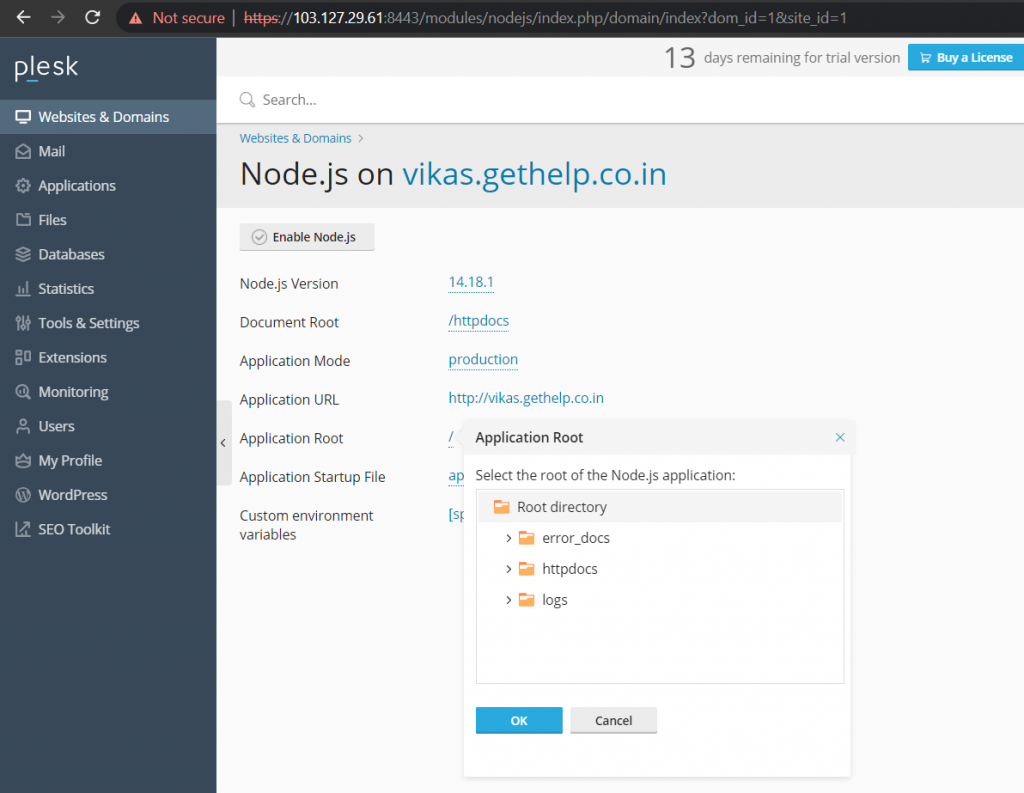 Not secure | https://103.127.29.61:8443/modules/nodejs/index.php/domain/index?dom_id=1&site_id=1
plesk
13 days remaining for trial version
Buy a License
Websites & Domains
Mail
Applications
Files
Databases
Statistics
Tools & Settings
Extensions
Monitoring
Users
My Profile
WordPress
SEO Toolkit
Search...
Websites & Domains >
Node.js on vikas.gethelp.co.in
Enable Node.js
Node.js Version 14.18.1
Document Root /httpdocs
Application Mode production
Application URL http://vikas.gethelp.co.in
Application Root /
Application Startup File ap
Custom environment [sp
variables
Application Root
Select the root of the Node.js application:
Root directory
error_docs
httpdocs
logs
OK Cancel